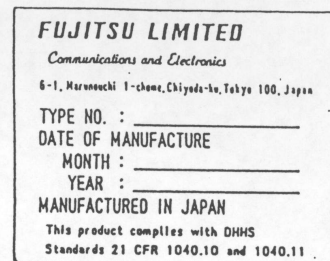 FUJITSU LIMITED
Communications and Electronics
6-1, Marunouchi 1-chome, Chiyoda-ku, Tokyo 100, Japan
TYPE NO. :
DATE OF MANUFACTURE
MONTH :
YEAR :
MANUFACTURED IN JAPAN
This product complies with DHHS
Standards 21 CFR 1040.10 and 1040.11